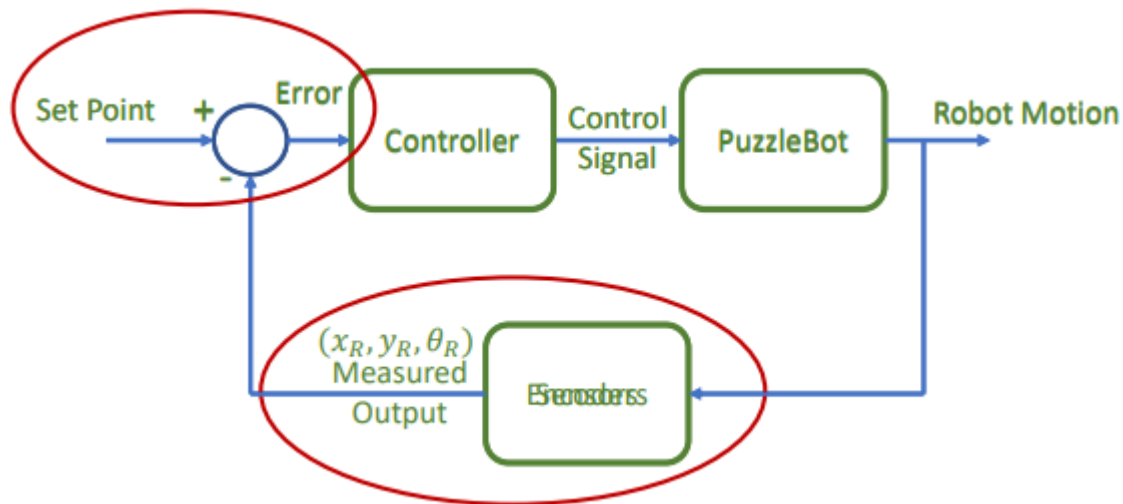 Set Point
+
-
Error
Controller
Control
Signal
PuzzleBot
Robot Motion
(x_R, y_R, θ_R)
Measured
Output